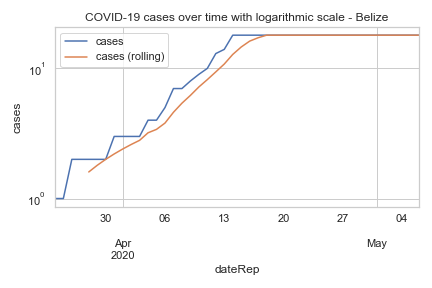 COVID-19 cases over time with logarithmic scale - Belize
cases
cases (rolling)
10¹
10⁰
cases
30 06 13 20 27 04
Apr May
2020
dateRep